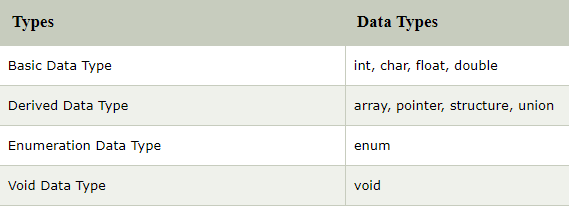 Types Data Types
Basic Data Type int, char, float, double
Derived Data Type array, pointer, structure, union
Enumeration Data Type enum
Void Data Type void